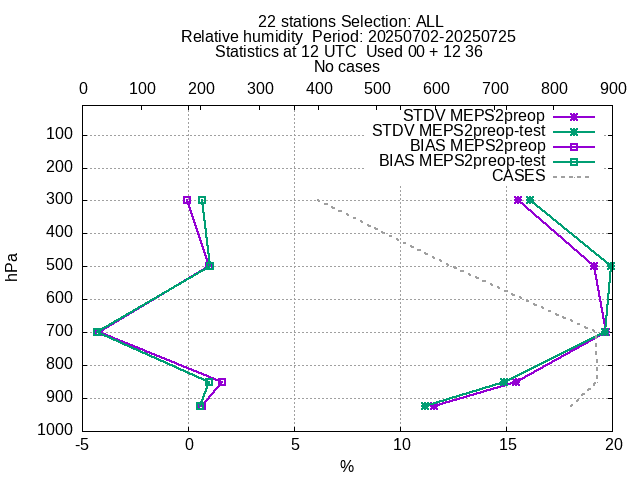 22 stations Selection: ALL
Relative humidity  Period: 20250702-20250725
Statistics at 12 UTC  Used 00 + 12 36
No cases
0 100 200 300 400 500 600 700 800 900
STDV MEPS2preop
STDV MEPS2preop-test
BIAS MEPS2preop
BIAS MEPS2preop-test
CASES
100
200
300
400
500
600
700
800
900
1000
hPa
-5 0 5 10 15 20
%